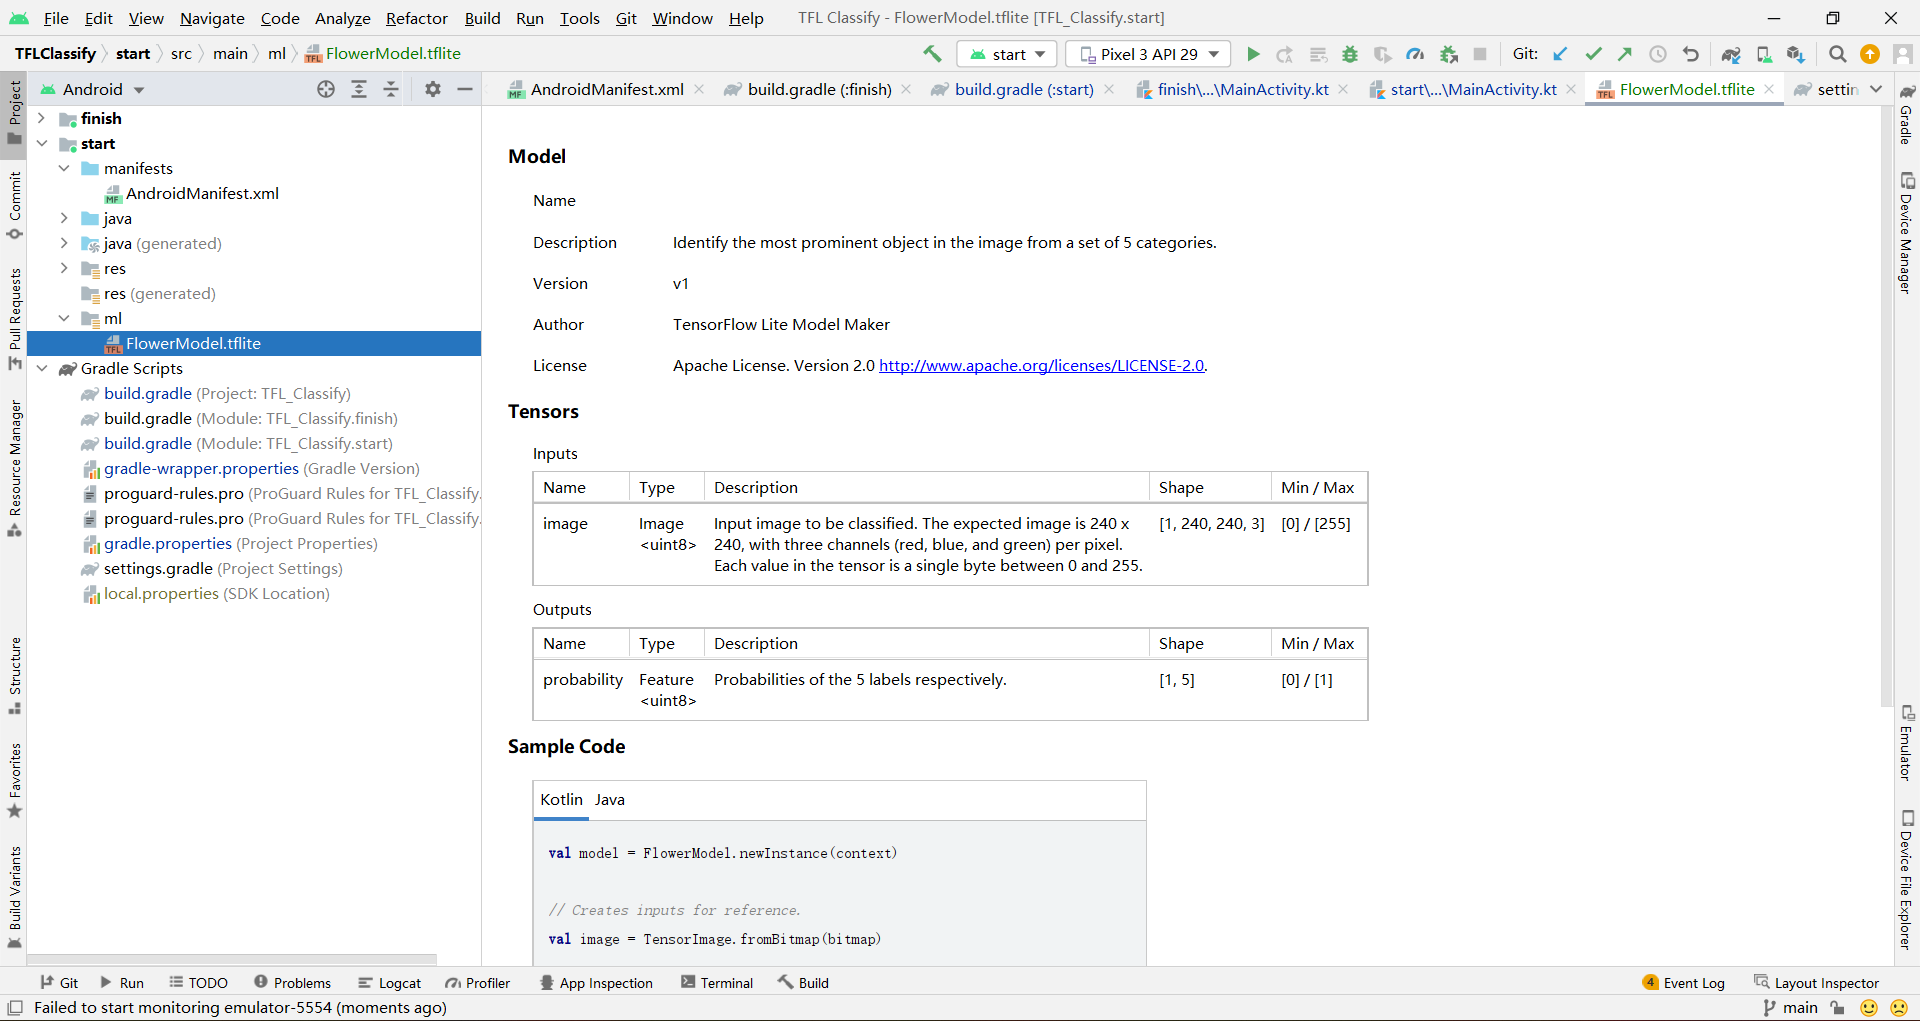 File Edit View Navigate Code Analyze Refactor Build Run Tools Git Window Help TFL Classify - FlowerModel.tflite [TFL_Classify.start]
TFLClassify start src main ml FlowerModel.tflite start Pixel 3 API 29 Git:
Android
AndroidManifest.xml build.gradle (:finish) build.gradle (:start) finish\...\MainActivity.kt start\...\MainActivity.kt FlowerModel.tflite settin
Project
Commit
Pull Requests
Resource Manager
Structure
Favorites
Build Variants
finish
start
manifests
MF AndroidManifest.xml
java
java (generated)
res
res (generated)
ml
TFL FlowerModel.tflite
Gradle Scripts
build.gradle (Project: TFL_Classify)
build.gradle (Module: TFL_Classify.finish)
build.gradle (Module: TFL_Classify.start)
gradle-wrapper.properties (Gradle Version)
proguard-rules.pro (ProGuard Rules for TFL_Classify.
proguard-rules.pro (ProGuard Rules for TFL_Classify.
gradle.properties (Project Properties)
settings.gradle (Project Settings)
local.properties (SDK Location)
Model
Name
Description Identify the most prominent object in the image from a set of 5 categories.
Version v1
Author TensorFlow Lite Model Maker
License Apache License. Version 2.0 http://www.apache.org/licenses/LICENSE-2.0.
Tensors
Inputs
Name Type Description Shape Min / Max
image Image Input image to be classified. The expected image is 240 x [1, 240, 240, 3] [0] / [255]
<uint8> 240, with three channels (red, blue, and green) per pixel.
Each value in the tensor is a single byte between 0 and 255.
Outputs
Name Type Description Shape Min / Max
probability Feature Probabilities of the 5 labels respectively. [1, 5] [0] / [1]
<uint8>
Sample Code
Kotlin Java
val model = FlowerModel.newInstance(context)
// Creates inputs for reference.
val image = TensorImage.fromBitmap(bitmap)
Gradle
Device Manager
Emulator
Device File Explorer
Git Run TODO Problems Logcat Profiler App Inspection Terminal Build 4 Event Log Layout Inspector
Failed to start monitoring emulator-5554 (moments ago) main